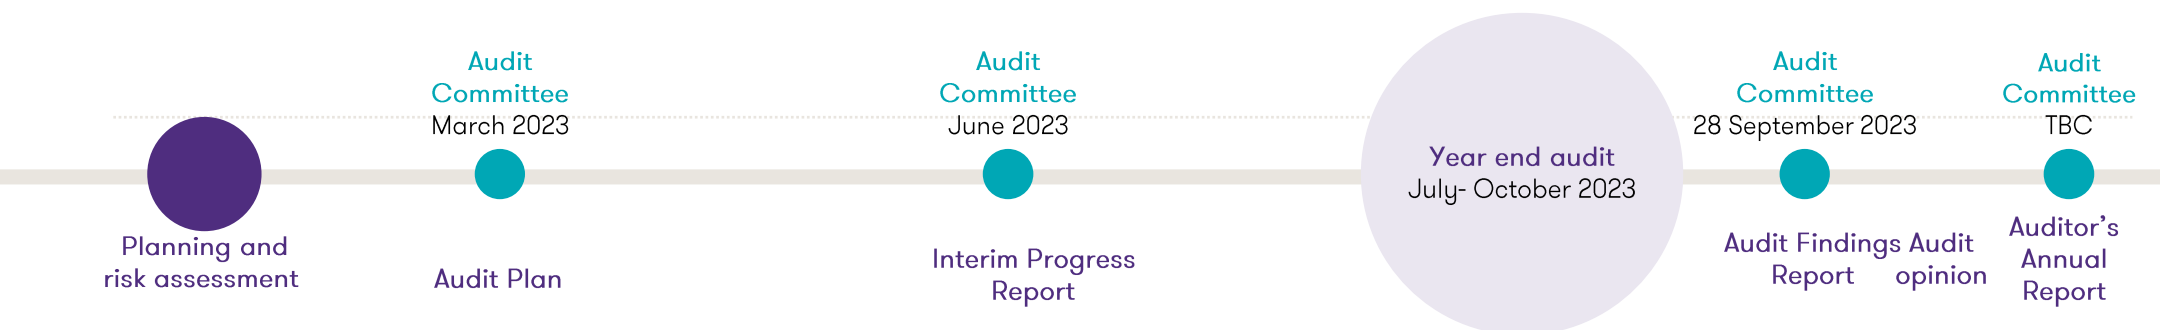 Planning and
risk assessment
Audit
Committee
March 2023
Audit Plan
Audit
Committee
June 2023
Interim Progress
Report
Year end audit
July- October 2023
Audit
Committee
28 September 2023
Audit Findings
Report
Audit
opinion
Audit
Committee
TBC
Auditor’s
Annual
Report